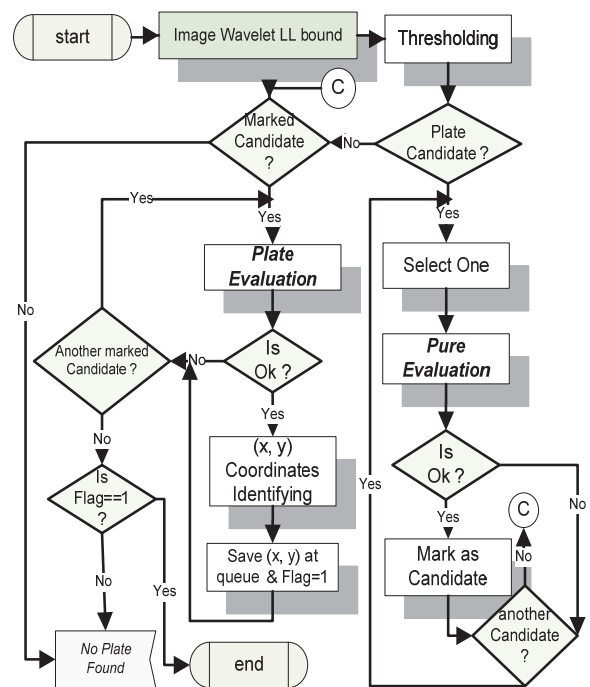 start
Image Wavelet LL bound
Thresholding
C
Marked
Candidate
?
No
Plate
Candidate ?
Yes
Yes
Yes
Plate
Evaluation
Select One
No
Another marked
Candidate ?
No
Is
Ok ?
Pure
Evaluation
Yes
No
(x, y)
Coordinates
Identifying
Is
Ok ?
Yes
No
Is
Flag==1
?
Yes
C
Save (x, y) at
queue & Flag=1
Mark as
Candidate
No
No
Yes
another
Candidate
?
No Plate
Found
end